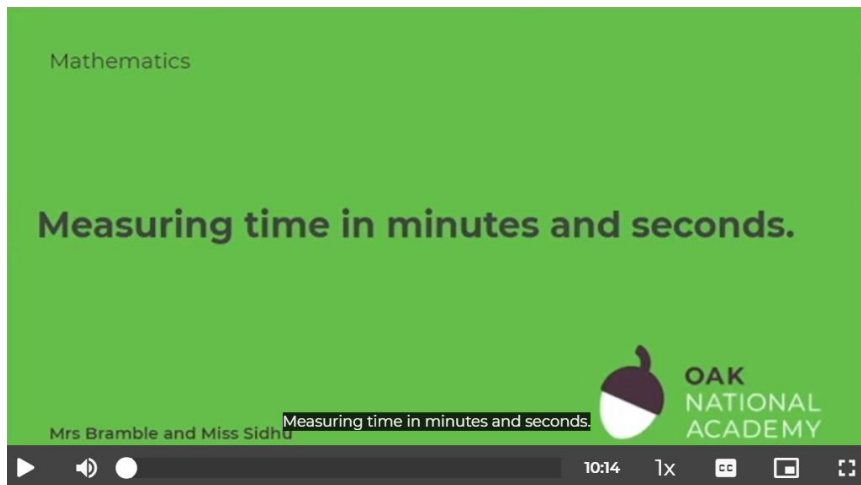 Mathematics
Measuring time in minutes and seconds.
OAK
NATIONAL
ACADEMY
Mrs Bramble and Miss Sidhu
Measuring time in minutes and seconds.
10:14
1x
CC